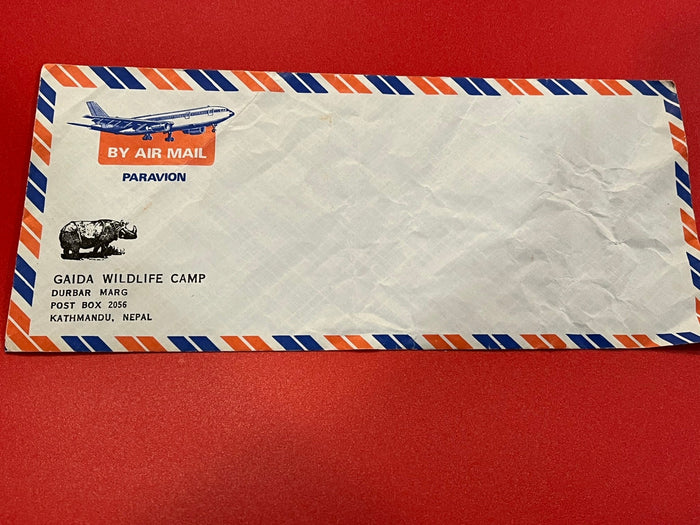 BY AIR MAIL
PARAVION
GAIDA WILDLIFE CAMP
DURBAR MARG
POST BOX 2056
KATHMANDU, NEPAL